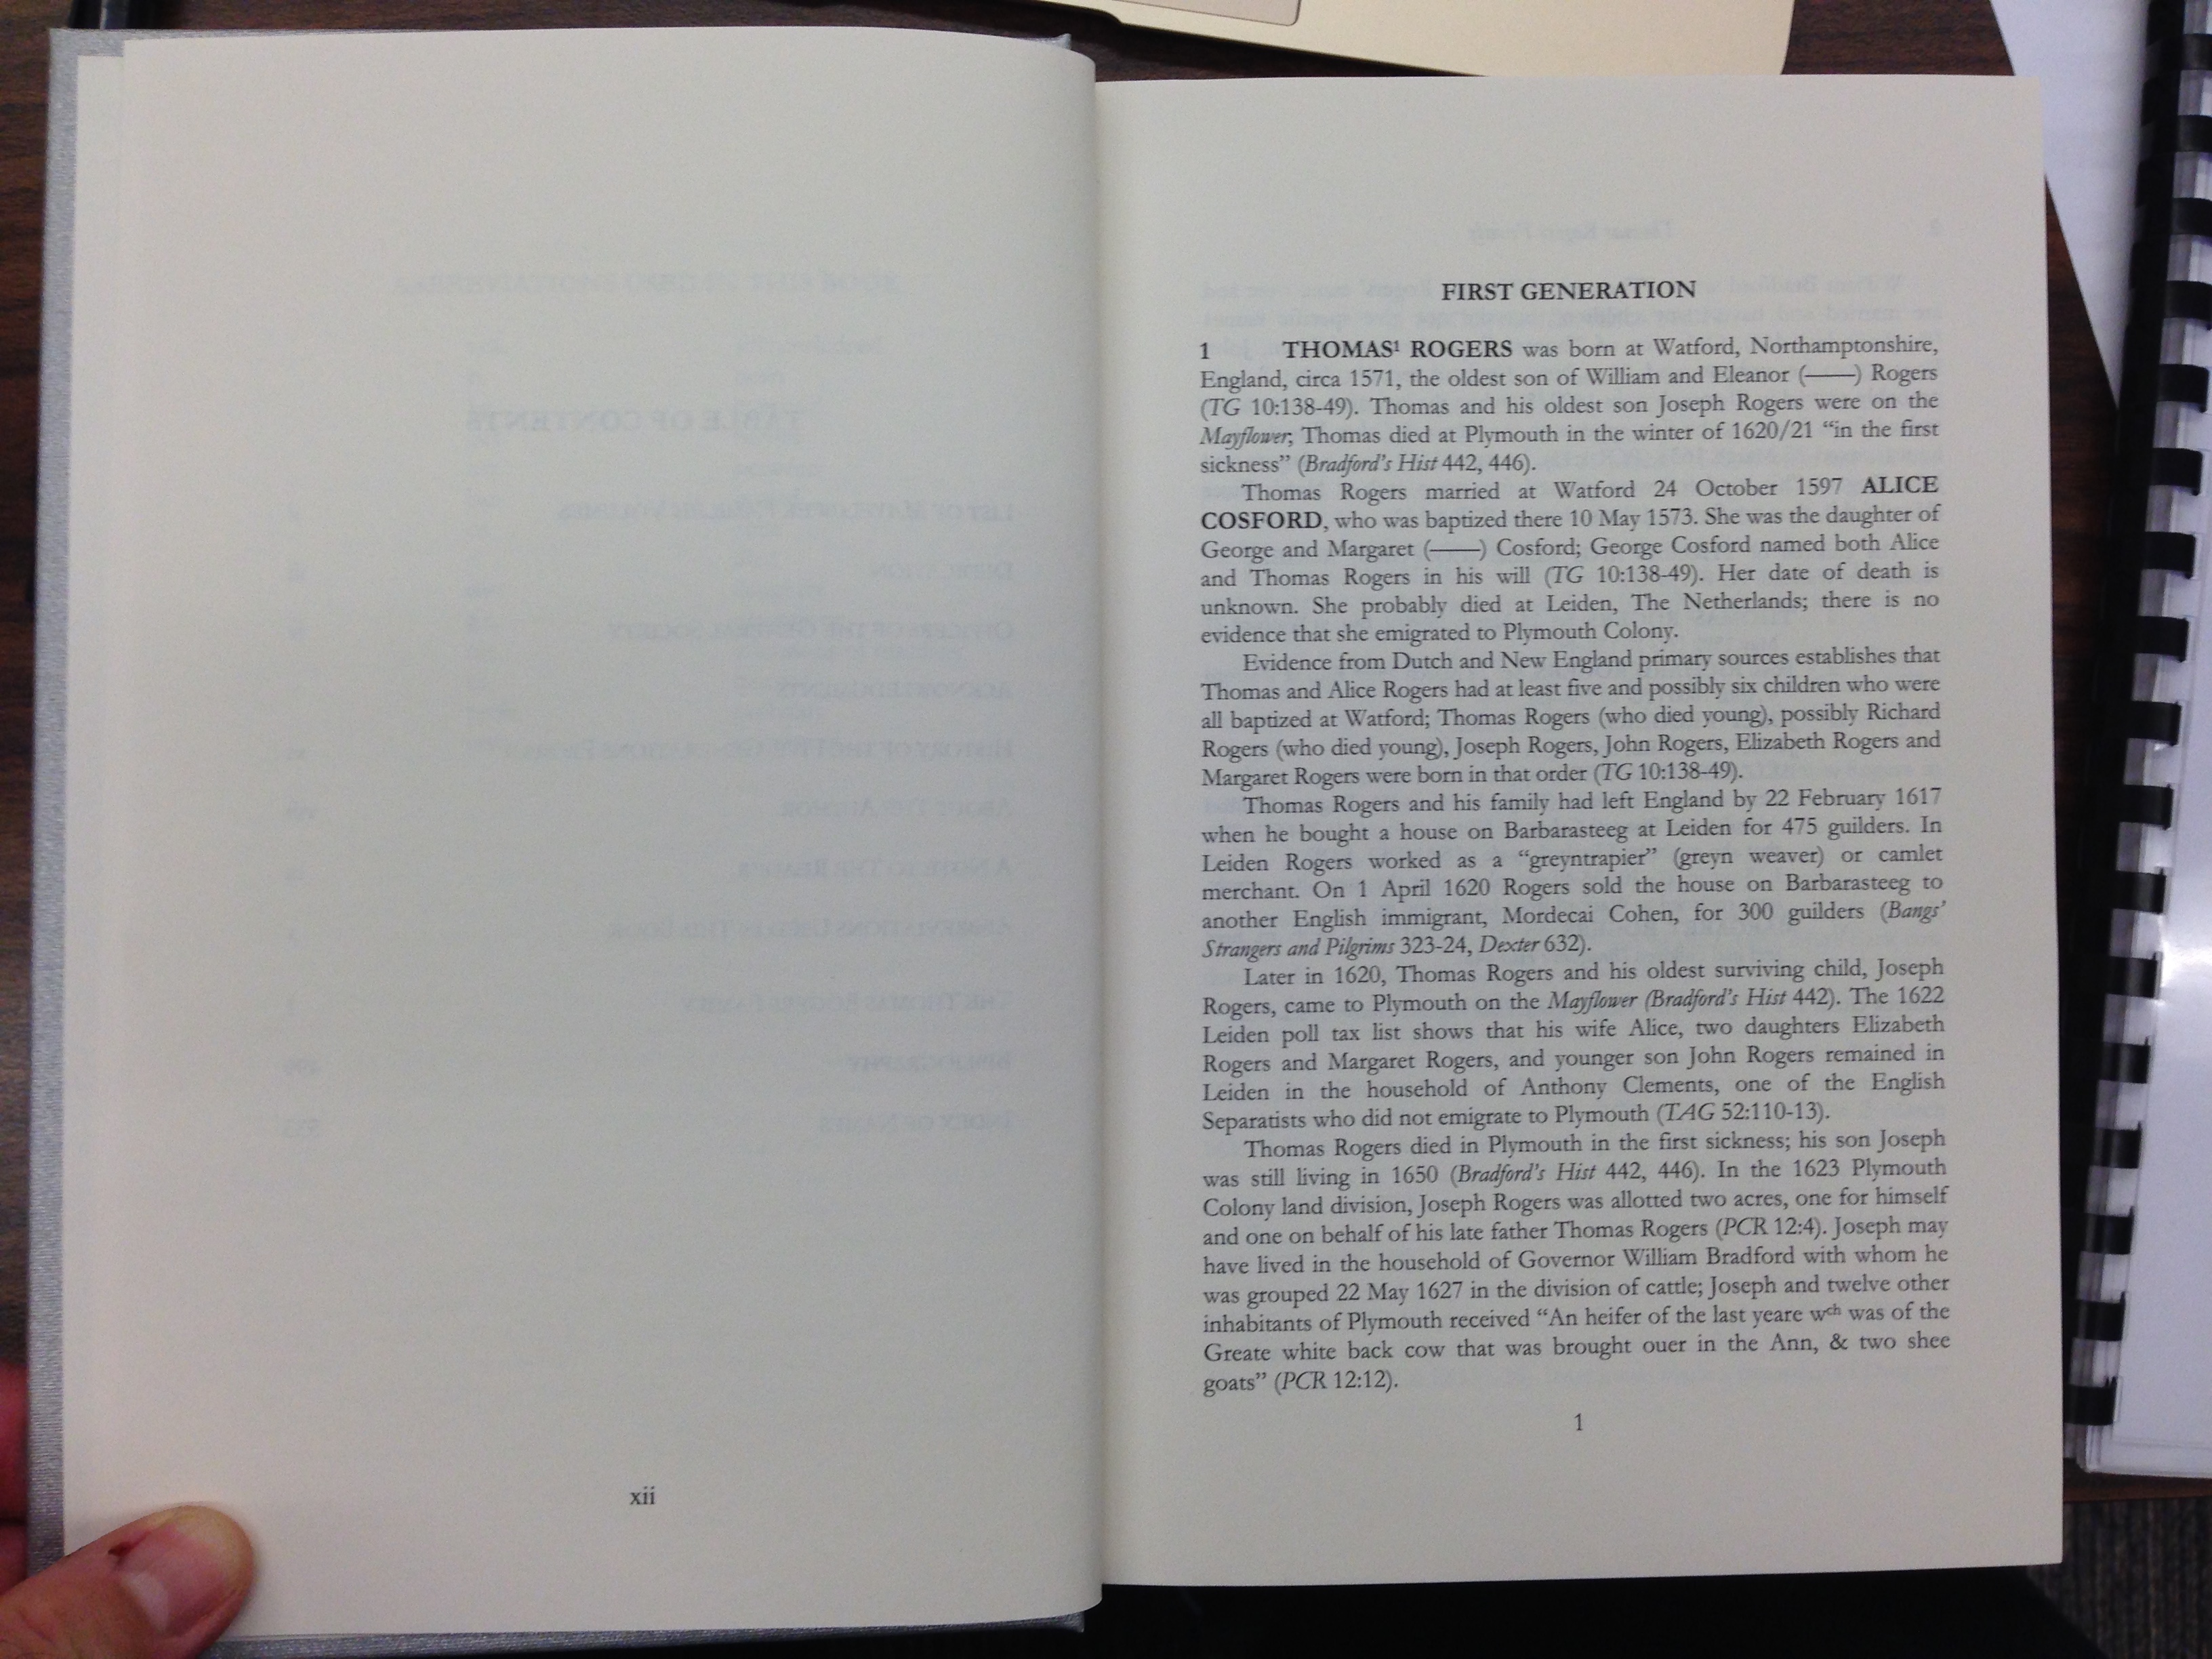 xii
FIRST GENERATION
1 THOMAS¹ ROGERS was born at Watford, Northamptonshire,
England, circa 1571, the oldest son of William and Eleanor (——) Rogers
(TG 10:138-49). Thomas and his oldest son Joseph Rogers were on the
Mayflower; Thomas died at Plymouth in the winter of 1620/21 “in the first
sickness” (Bradford’s Hist 442, 446).
Thomas Rogers married at Watford 24 October 1597 ALICE
COSFORD, who was baptized there 10 May 1573. She was the daughter of
George and Margaret (——) Cosford; George Cosford named both Alice
and Thomas Rogers in his will (TG 10:138-49). Her date of death is
unknown. She probably died at Leiden, The Netherlands; there is no
evidence that she emigrated to Plymouth Colony.
Evidence from Dutch and New England primary sources establishes that
Thomas and Alice Rogers had at least five and possibly six children who were
all baptized at Watford; Thomas Rogers (who died young), possibly Richard
Rogers (who died young), Joseph Rogers, John Rogers, Elizabeth Rogers and
Margaret Rogers were born in that order (TG 10:138-49).
Thomas Rogers and his family had left England by 22 February 1617
when he bought a house on Barbarasteeg at Leiden for 475 guilders. In
Leiden Rogers worked as a “greyntrapier” (greyn weaver) or camlet
merchant. On 1 April 1620 Rogers sold the house on Barbarasteeg to
another English immigrant, Mordecai Cohen, for 300 guilders (Bangs’
Strangers and Pilgrims 323-24, Dexter 632).
Later in 1620, Thomas Rogers and his oldest surviving child, Joseph
Rogers, came to Plymouth on the Mayflower (Bradford’s Hist 442). The 1622
Leiden poll tax list shows that his wife Alice, two daughters Elizabeth
Rogers and Margaret Rogers, and younger son John Rogers remained in
Leiden in the household of Anthony Clements, one of the English
Separatists who did not emigrate to Plymouth (TAG 52:110-13).
Thomas Rogers died in Plymouth in the first sickness; his son Joseph
was still living in 1650 (Bradford’s Hist 442, 446). In the 1623 Plymouth
Colony land division, Joseph Rogers was allotted two acres, one for himself
and one on behalf of his late father Thomas Rogers (PCR 12:4). Joseph may
have lived in the household of Governor William Bradford with whom he
was grouped 22 May 1627 in the division of cattle; Joseph and twelve other
inhabitants of Plymouth received “An heifer of the last yeare wᶜʰ was of the
Greate white back cow that was brought ouer in the Ann, & two shee
goats” (PCR 12:12).
1